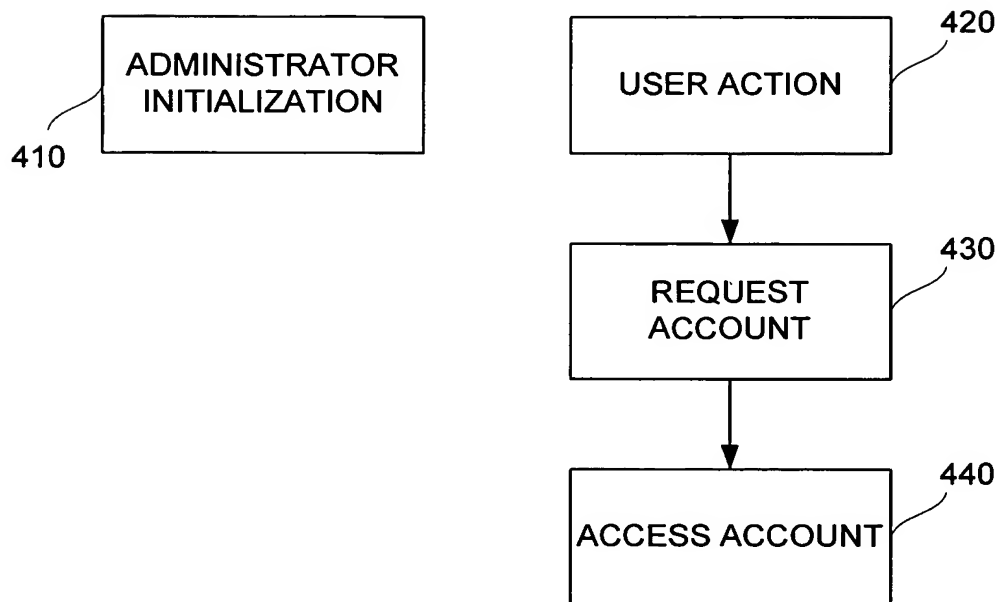 ADMINISTRATOR
INITIALIZATION
410
USER ACTION
420
REQUEST
ACCOUNT
430
ACCESS ACCOUNT
440